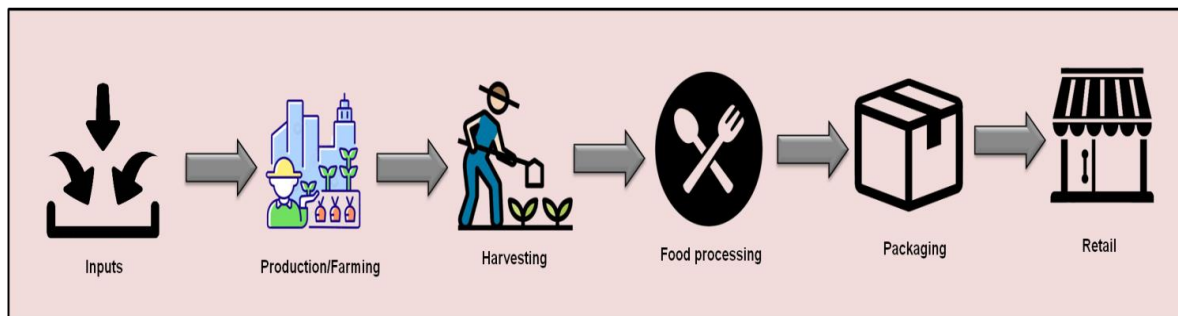 Inputs
Production/Farming
Harvesting
Food processing
Packaging
Retail